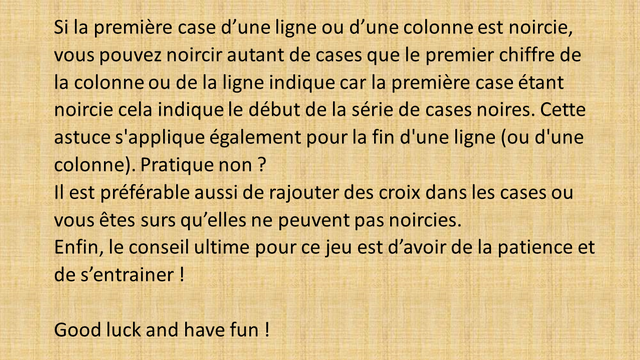 Si la première case d’une ligne ou d’une colonne est noircie,
vous pouvez noircir autant de cases que le premier chiffre de
la colonne ou de la ligne indique car la première case étant
noircie cela indique le début de la série de cases noires. Cette
astuce s'applique également pour la fin d'une ligne (ou d'une
colonne). Pratique non ?
Il est préférable aussi de rajouter des croix dans les cases ou
vous êtes surs qu’elles ne peuvent pas noircies.
Enfin, le conseil ultime pour ce jeu est d’avoir de la patience et
de s’entrainer !
Good luck and have fun !